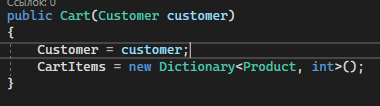 Ссылок: 0
public Cart(Customer customer)
{
Customer = customer;
CartItems = new Dictionary<Product, int>();
}